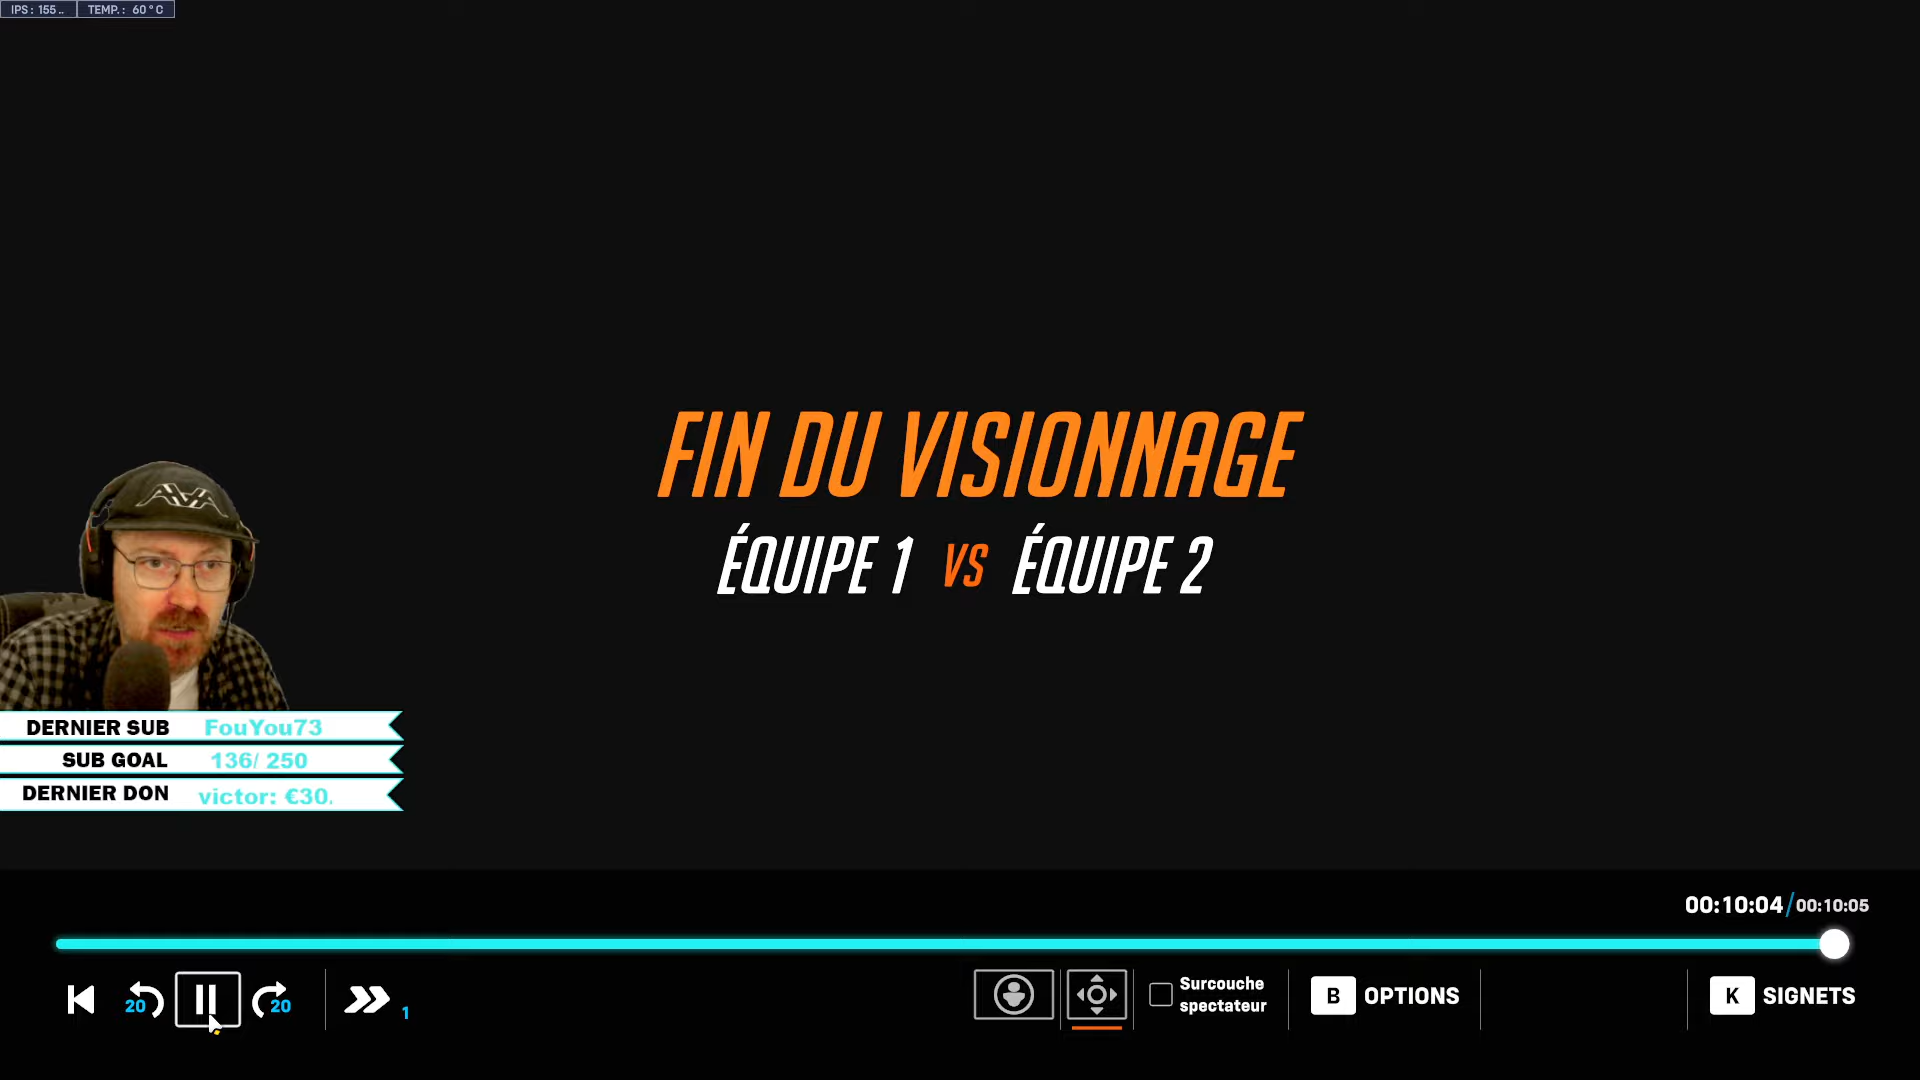 IPS: 155..
TEMP.: 60°C
FIN DU VISIONNAGE
ÉQUIPE 1 VS ÉQUIPE 2
AVA
DERNIER SUB FouYou73
SUB GOAL 136/ 250
DERNIER DON victor: €30.
00:10:04/00:10:05
20
20
1
Surcouche
spectateur
B OPTIONS
K SIGNETS